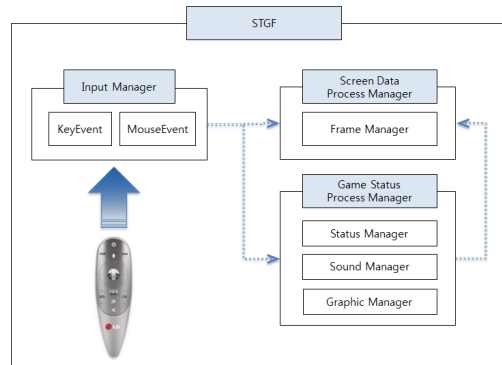 STGF
Input Manager
KeyEvent
MouseEvent
Screen Data
Process Manager
Frame Manager
Game Status
Process Manager
Status Manager
Sound Manager
Graphic Manager
LG